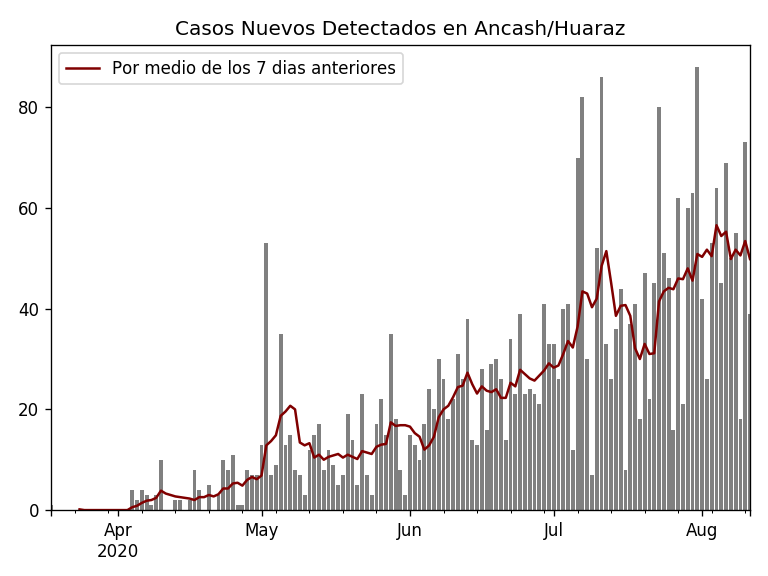 Casos Nuevos Detectados en Ancash/Huaraz
Por medio de los 7 dias anteriores
80
60
40
20
0
Apr May Jun Jul Aug
2020